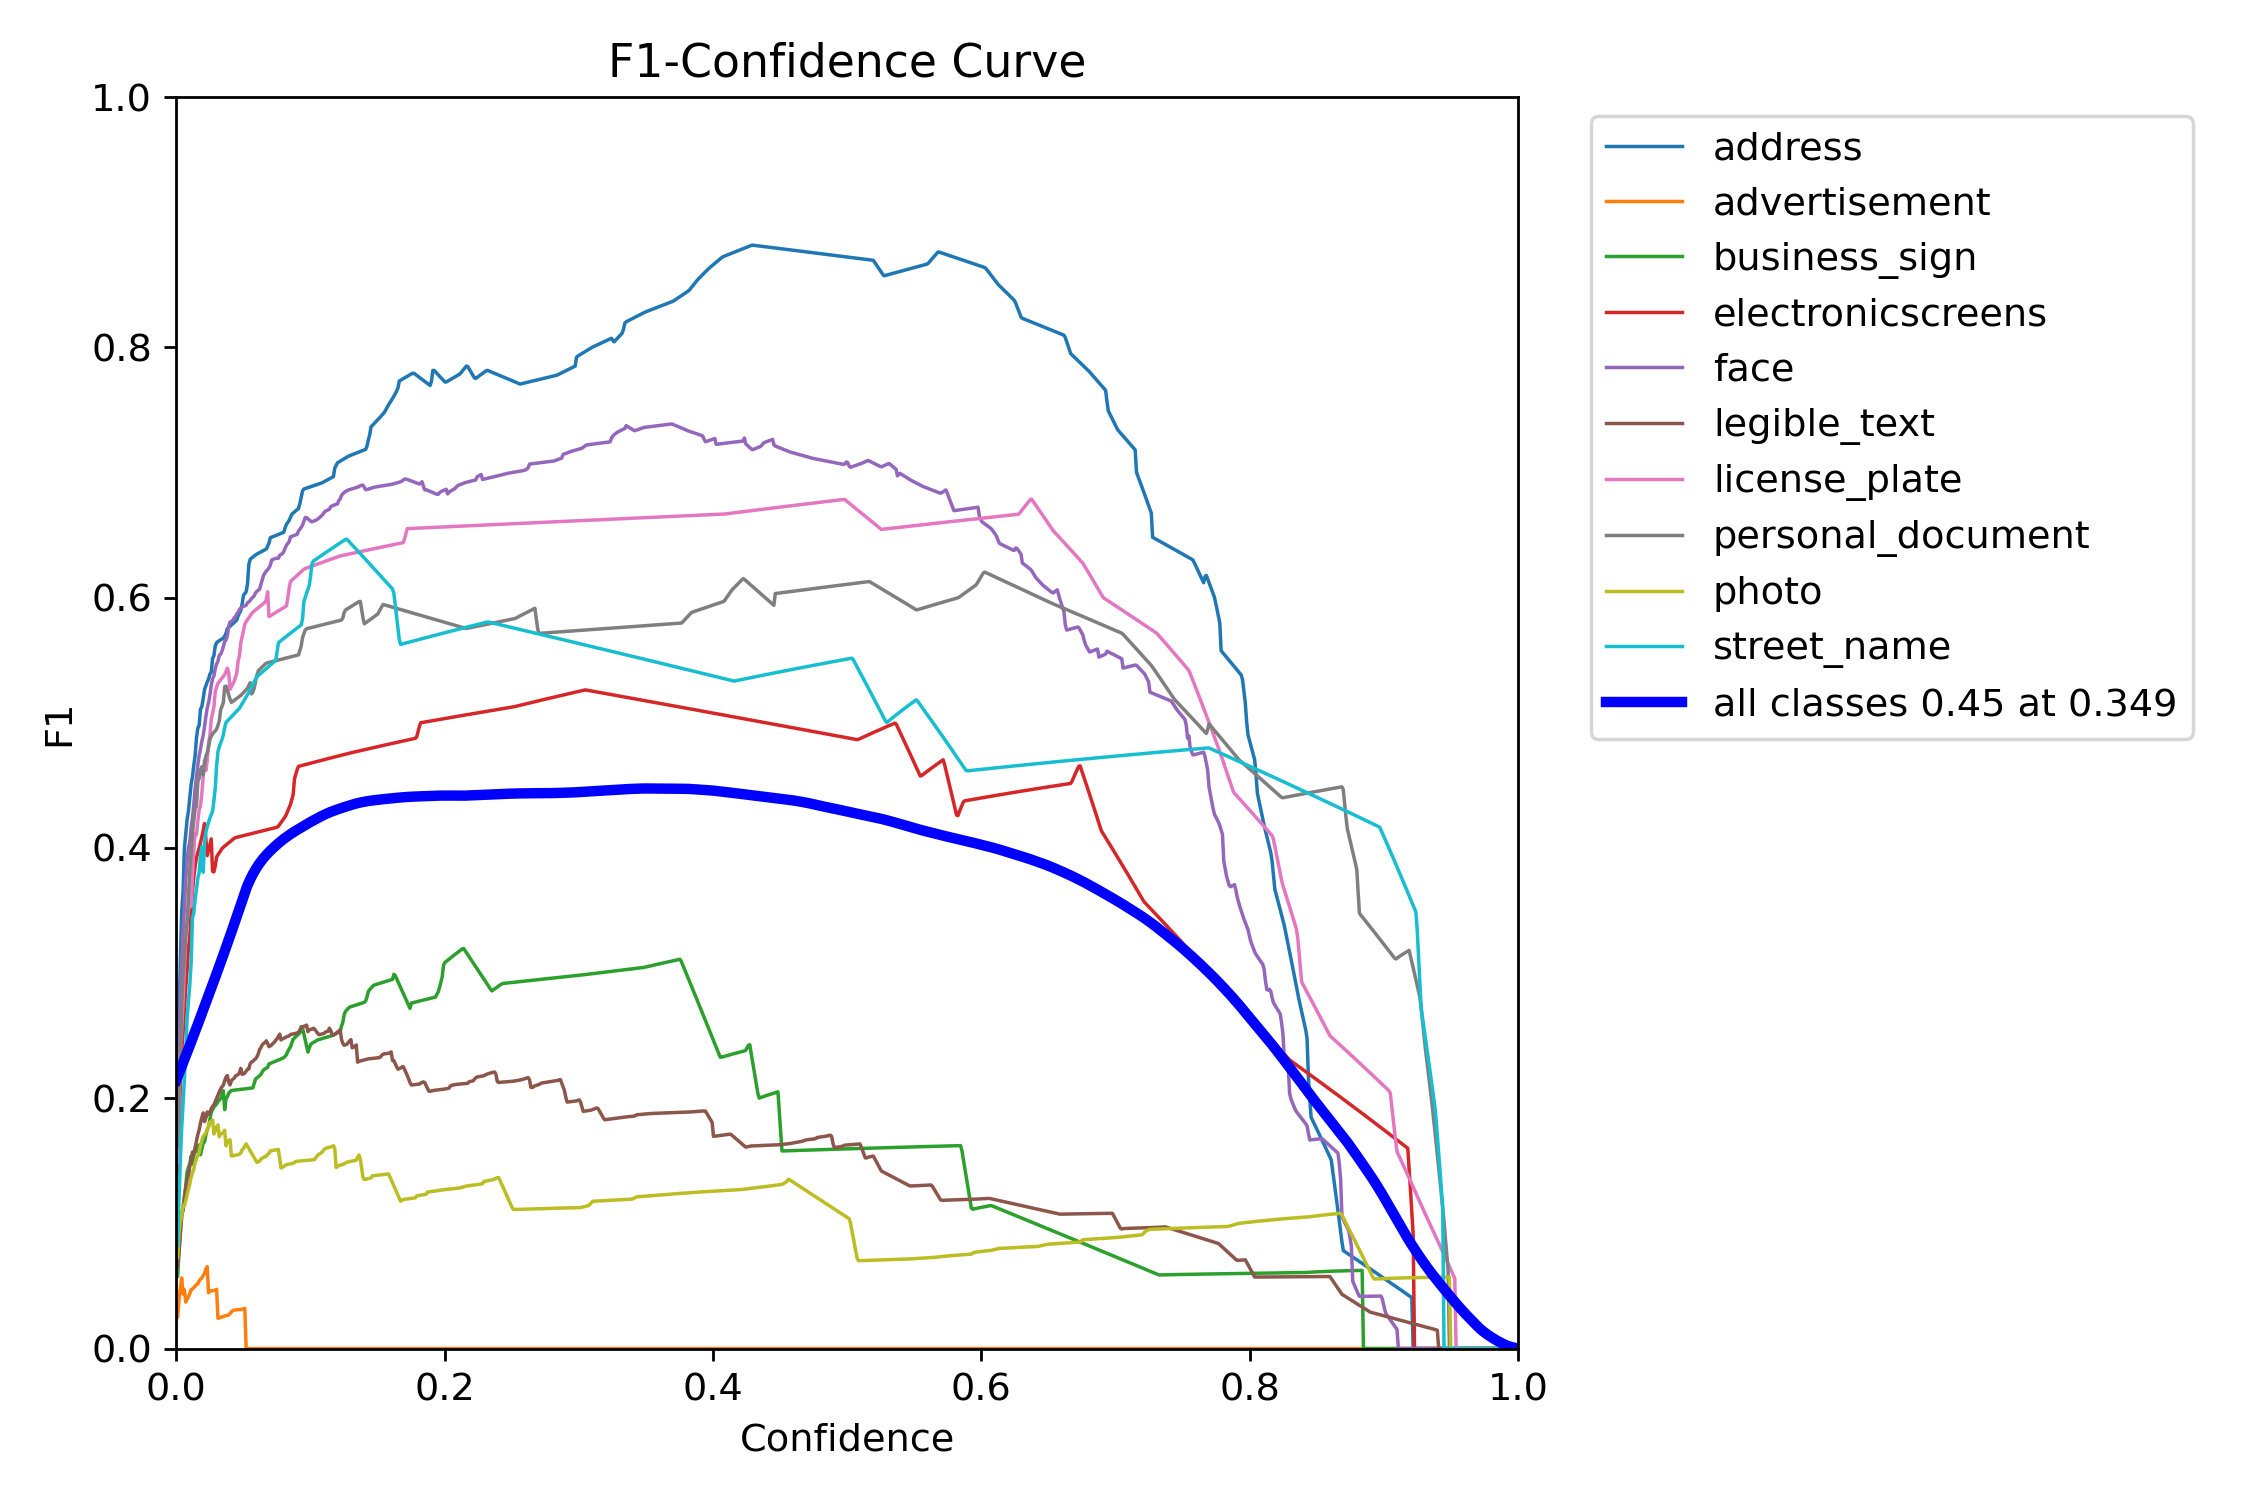 F1-Confidence Curve
1.0
0.8
0.6
0.4
0.2
0.0
F1
0.0 0.2 0.4 0.6 0.8 1.0
Confidence
address
advertisement
business_sign
electronicscreens
face
legible_text
license_plate
personal_document
photo
street_name
all classes 0.45 at 0.349